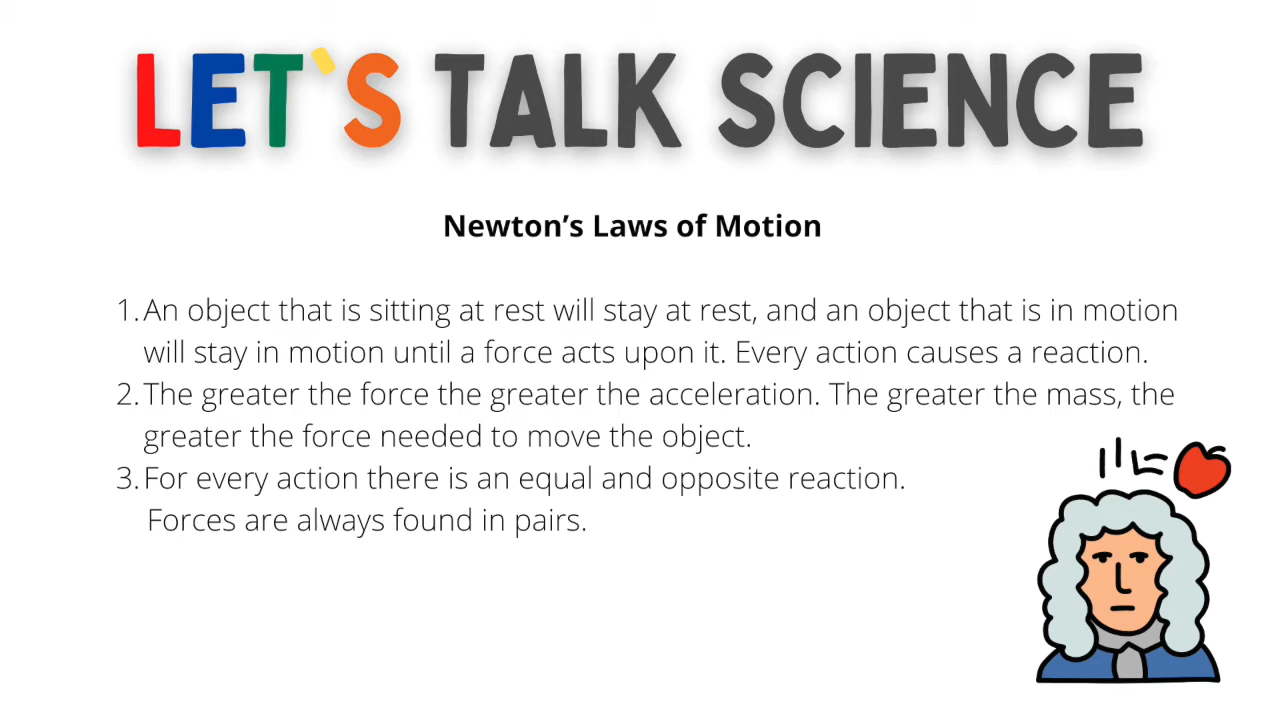 LET`S TALK SCIENCE
Newton’s Laws of Motion
1. An object that is sitting at rest will stay at rest, and an object that is in motion
will stay in motion until a force acts upon it. Every action causes a reaction.
2. The greater the force the greater the acceleration. The greater the mass, the
greater the force needed to move the object.
3. For every action there is an equal and opposite reaction.
Forces are always found in pairs.